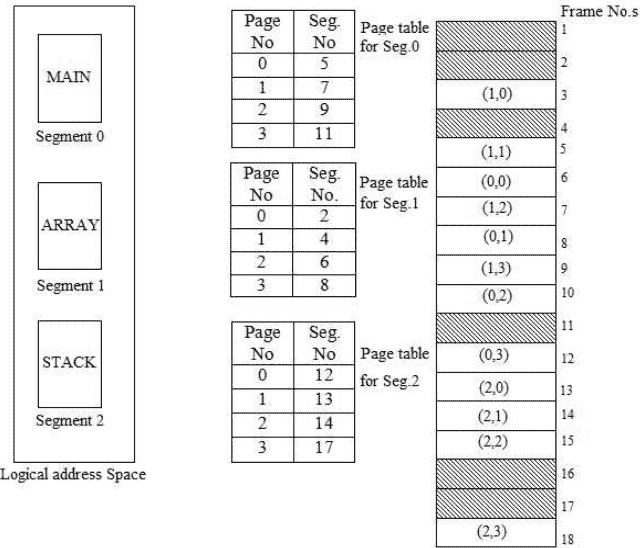 MAIN
Segment 0
ARRAY
Segment 1
STACK
Segment 2
Logical address Space
Page Seg.
No No
0 5
1 7
2 9
3 11
Page table
for Seg.0
Page Seg.
No No.
0 2
1 4
2 6
3 8
Page table
for Seg.1
Page Seg.
No No
0 12
1 13
2 14
3 17
Page table
for Seg.2
Frame No.s
1
2
(1,0) 3
4
(1,1) 5
(0,0) 6
(1,2) 7
(0,1) 8
(1,3) 9
(0,2) 10
11
(0,3) 12
(2,0) 13
(2,1) 14
(2,2) 15
16
17
(2,3) 18